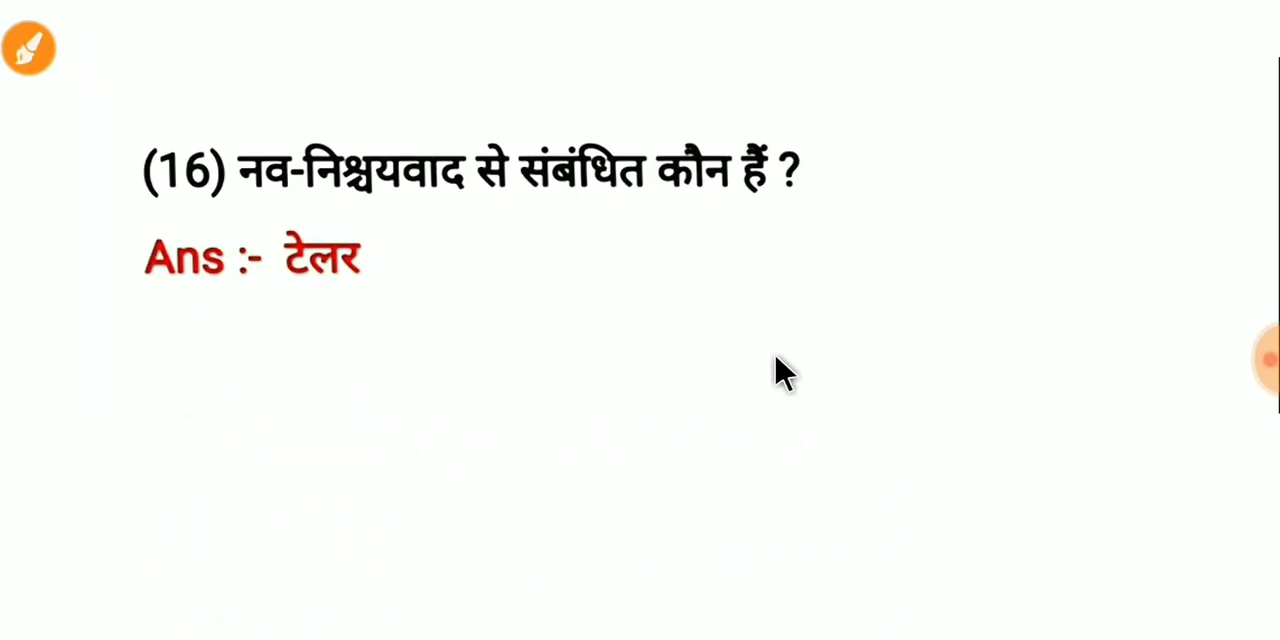 (16) नव-निश्चयवाद से संबंधित कौन हैं ?
Ans :- टेलर